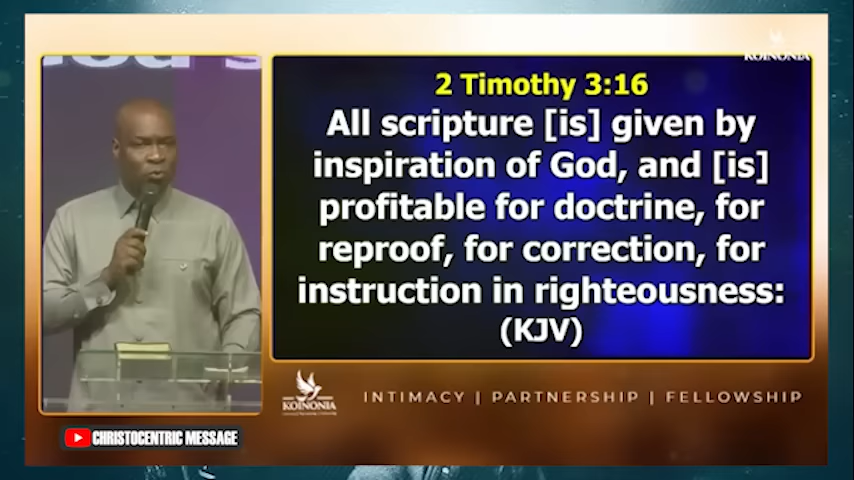 KOINONIA
2 Timothy 3:16
All scripture [is] given by
inspiration of God, and [is]
profitable for doctrine, for
reproof, for correction, for
instruction in righteousness:
(KJV)
KOINONIA
INTIMACY | PARTNERSHIP | FELLOWSHIP
CHRISTOCENTRIC MESSAGE